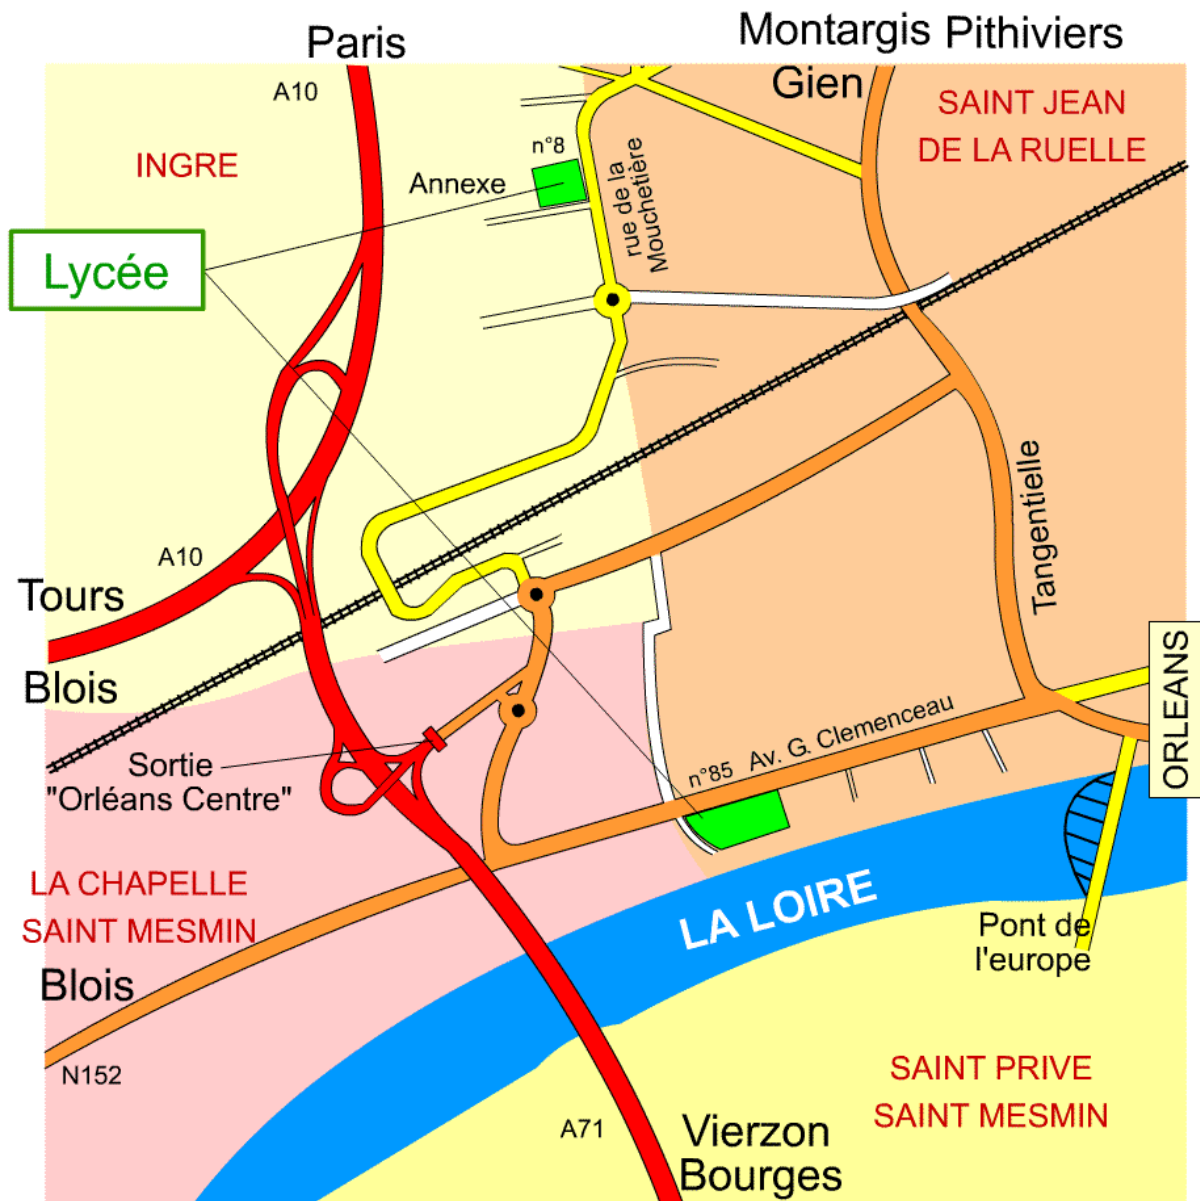 Paris
Montargis Pithiviers
Gien
A10
SAINT JEAN
DE LA RUELLE
INGRE
n°8
Annexe
rue de la
Mouchetière
Lycée
A10
Tours
Tangentielle
Blois
ORLEANS
Sortie
"Orléans Centre"
n°85 Av. G. Clemenceau
LA CHAPELLE
SAINT MESMIN
LA LOIRE
Pont de
l'europe
Blois
N152
SAINT PRIVE
SAINT MESMIN
A71
Vierzon
Bourges